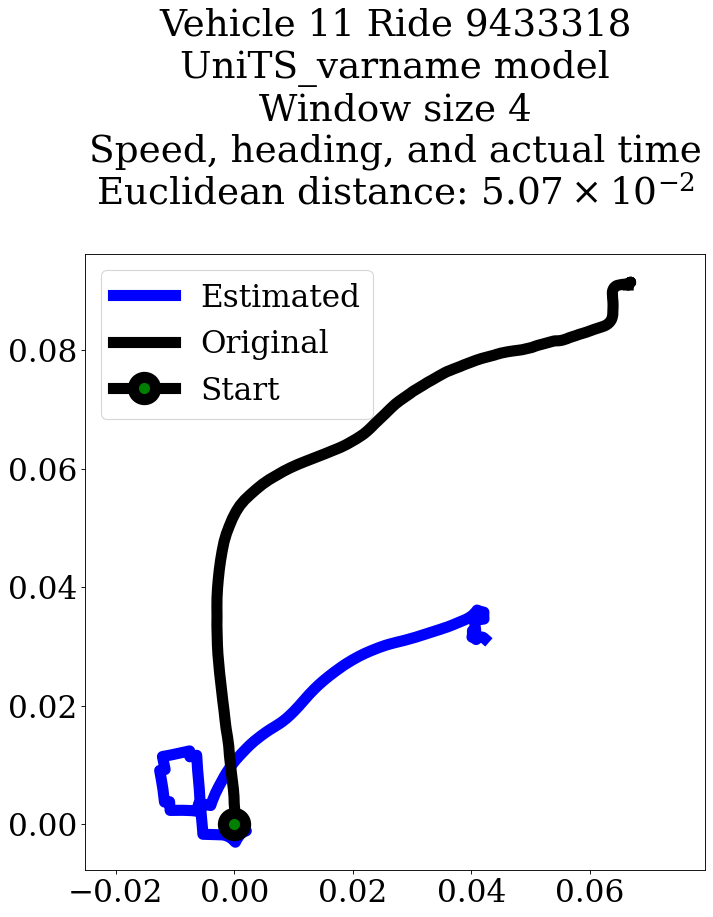 Vehicle 11 Ride 9433318
UniTS_varname model
Window size 4
Speed, heading, and actual time
Euclidean distance: 5.07 × 10⁻²
Estimated
Original
Start
0.08
0.06
0.04
0.02
0.00
−0.02 0.00 0.02 0.04 0.06